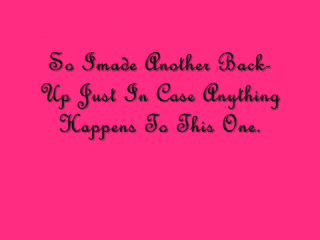 So Imade Another Back-
Up Just In Case Anything
Happens To This One.